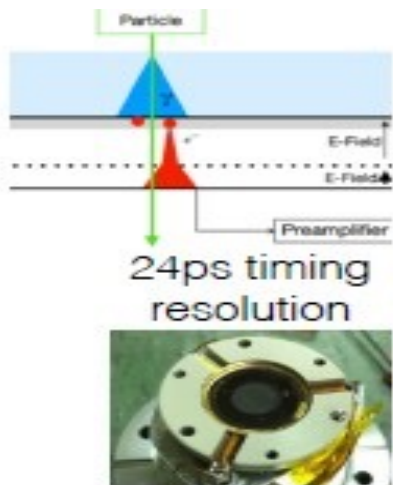 Particle
γ
e⁻
E-Field
E-Field
Preamplifier
24ps timing
resolution